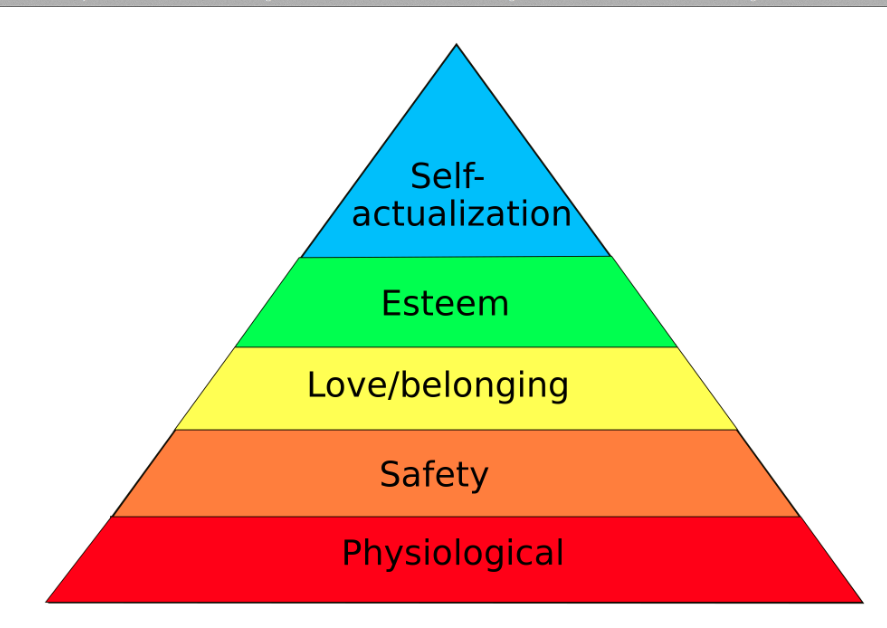 Self-
actualization
Esteem
Love/belonging
Safety
Physiological